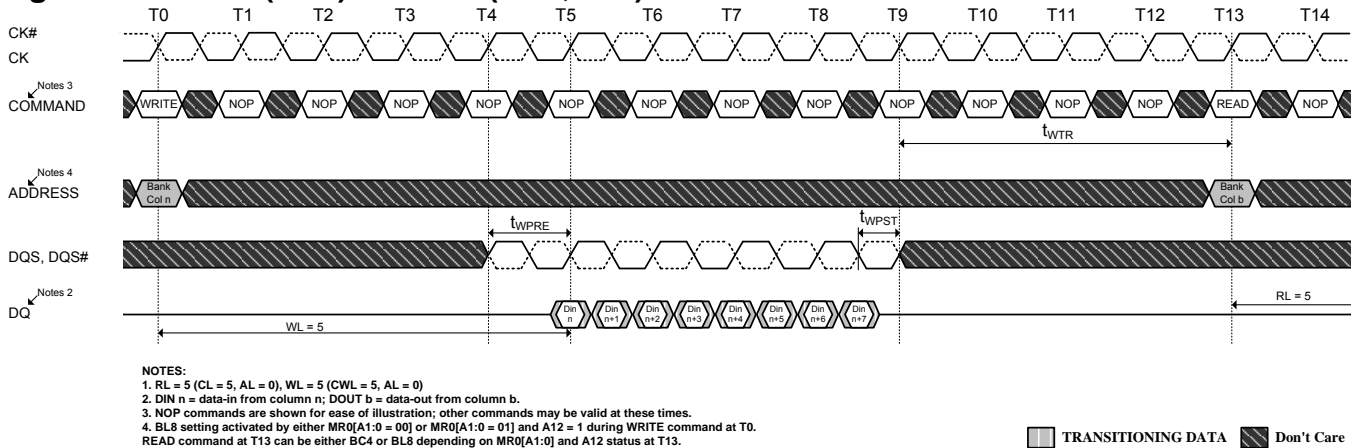 T0 T1 T2 T3 T4 T5 T6 T7 T8 T9 T10 T11 T12 T13 T14
CK#
CK
Notes 3
COMMAND
WRITE NOP NOP NOP NOP NOP NOP NOP NOP NOP NOP NOP NOP READ NOP
tWTR
Notes 4
ADDRESS
Bank Bank
Col n Col b
tWPRE tWPST
DQS, DQS#
Notes 2
DQ
Din Din Din Din Din Din Din Din
n n+1 n+2 n+3 n+4 n+5 n+6 n+7
RL = 5
WL = 5
NOTES:
1. RL = 5 (CL = 5, AL = 0), WL = 5 (CWL = 5, AL = 0)
2. DIN n = data-in from column n; DOUT b = data-out from column b.
3. NOP commands are shown for ease of illustration; other commands may be valid at these times.
4. BL8 setting activated by either MR0[A1:0 = 00] or MR0[A1:0 = 01] and A12 = 1 during WRITE command at T0.
READ command at T13 can be either BC4 or BL8 depending on MR0[A1:0] and A12 status at T13.
TRANSITIONING DATA Don't Care